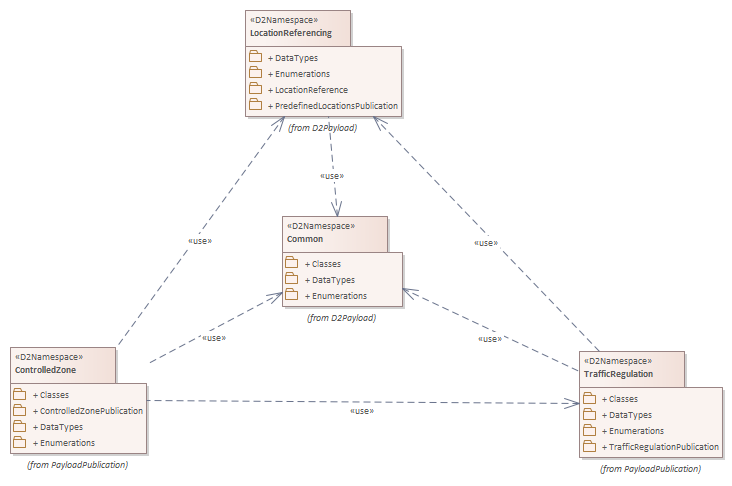 «D2Namespace»
LocationReferencing
+ DataTypes
+ Enumerations
+ LocationReference
+ PredefinedLocationsPublication
(from D2Payload)
«use»
«D2Namespace»
Common
+ Classes
+ DataTypes
+ Enumerations
(from D2Payload)
«use»
«use»
«use»
«use»
«D2Namespace»
ControlledZone
+ Classes
+ ControlledZonePublication
+ DataTypes
+ Enumerations
(from PayloadPublication)
«use»
«D2Namespace»
TrafficRegulation
+ Classes
+ DataTypes
+ Enumerations
+ TrafficRegulationPublication
(from PayloadPublication)